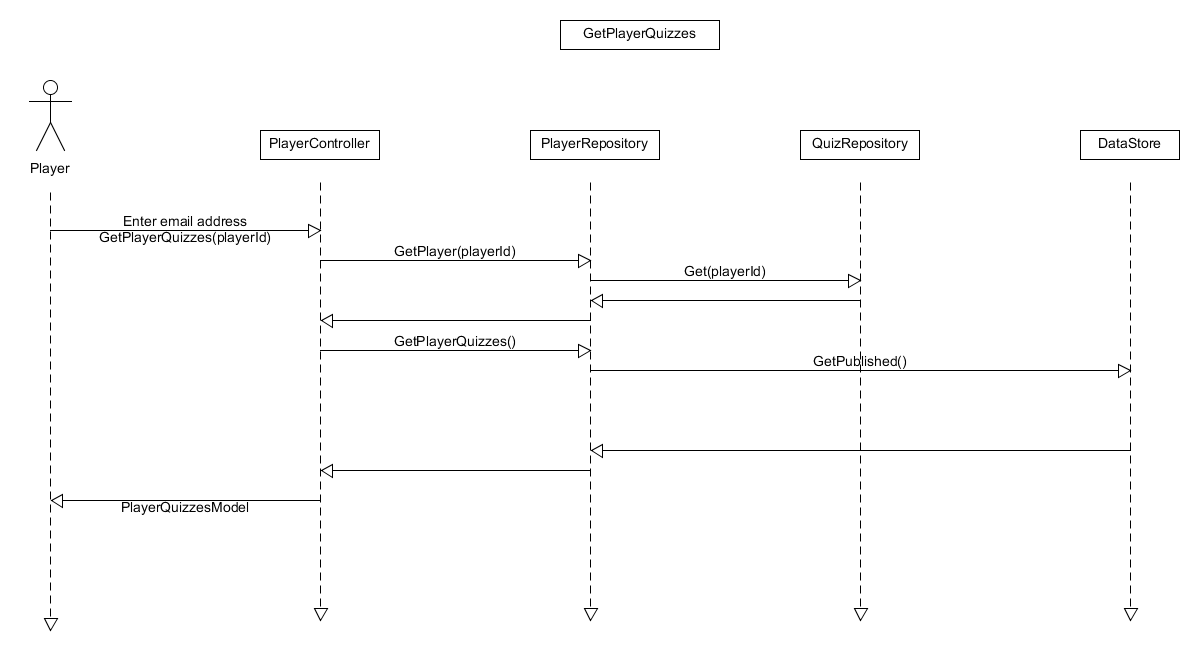 GetPlayerQuizzes
Player
PlayerController
PlayerRepository
QuizRepository
DataStore
Enter email address
GetPlayerQuizzes(playerId)
GetPlayer(playerId)
Get(playerId)
GetPlayerQuizzes()
GetPublished()
PlayerQuizzesModel